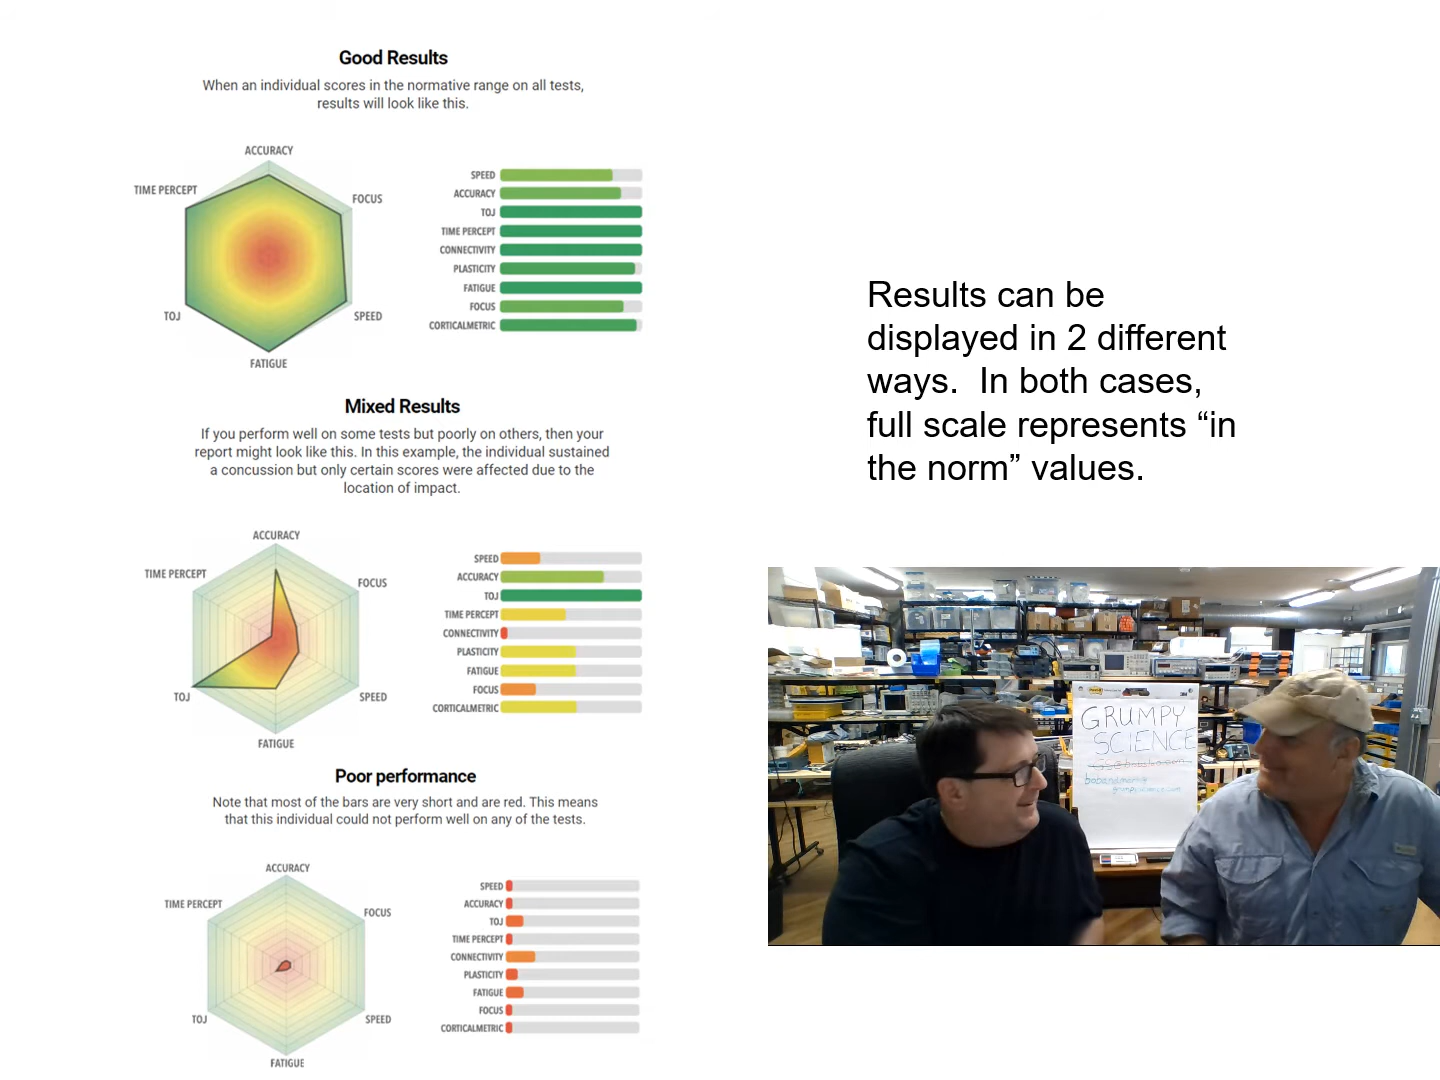 Good Results
When an individual scores in the normative range on all tests,
results will look like this.
ACCURACY
TIME PERCEPT
FOCUS
TOJ
SPEED
FATIGUE
SPEED
ACCURACY
TOJ
TIME PERCEPT
CONNECTIVITY
PLASTICITY
FATIGUE
FOCUS
CORTICALMETRIC
Mixed Results
If you perform well on some tests but poorly on others, then your
report might look like this. In this example, the individual sustained
a concussion but only certain scores were affected due to the
location of impact.
ACCURACY
TIME PERCEPT
FOCUS
TOJ
SPEED
FATIGUE
SPEED
ACCURACY
TOJ
TIME PERCEPT
CONNECTIVITY
PLASTICITY
FATIGUE
FOCUS
CORTICALMETRIC
Poor performance
Note that most of the bars are very short and are red. This means
that this individual could not perform well on any of the tests.
ACCURACY
TIME PERCEPT
FOCUS
TOJ
SPEED
FATIGUE
SPEED
ACCURACY
TOJ
TIME PERCEPT
CONNECTIVITY
PLASTICITY
FATIGUE
FOCUS
CORTICALMETRIC
Results can be
displayed in 2 different
ways.  In both cases,
full scale represents “in
the norm” values.
GRUMPY
SCIENCE